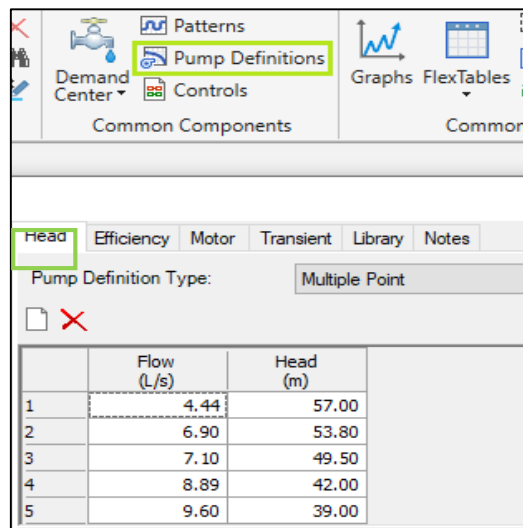 Patterns
Pump Definitions
Demand Center
Controls
Graphs FlexTables
Common Components
Common
Head Efficiency Motor Transient Library Notes
Pump Definition Type: Multiple Point
Flow (L/s) Head (m)
1 4.44 57.00
2 6.90 53.80
3 7.10 49.50
4 8.89 42.00
5 9.60 39.00